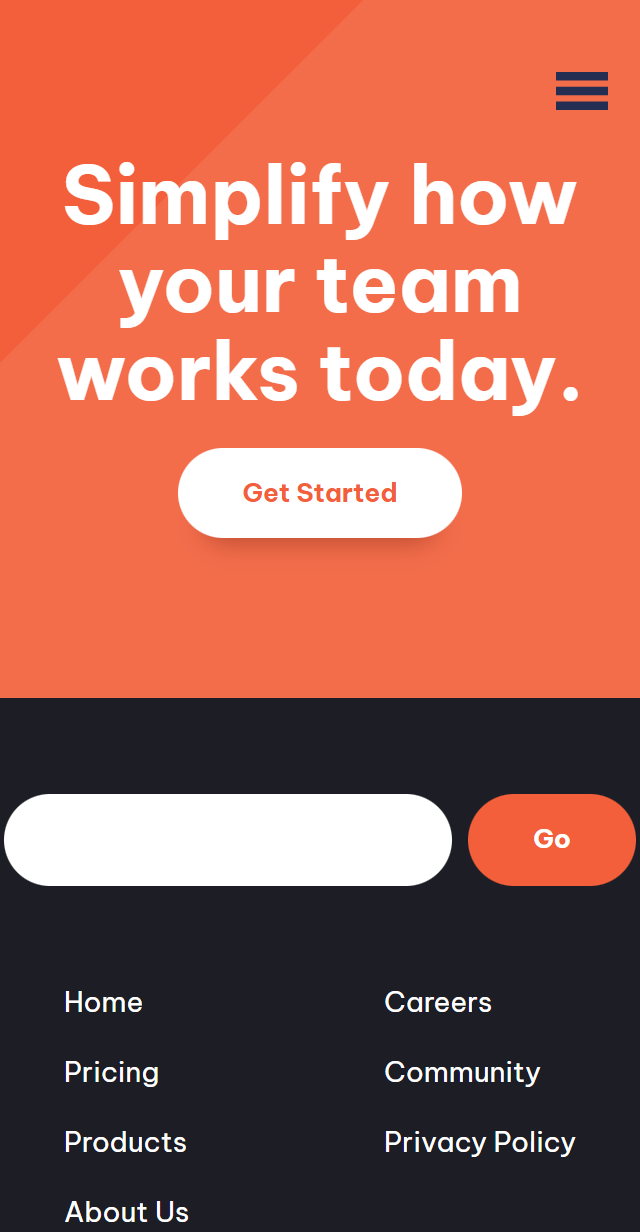 Simplify how
your team
works today.
Get Started
Go
Home
Careers
Pricing
Community
Products
Privacy Policy
About Us